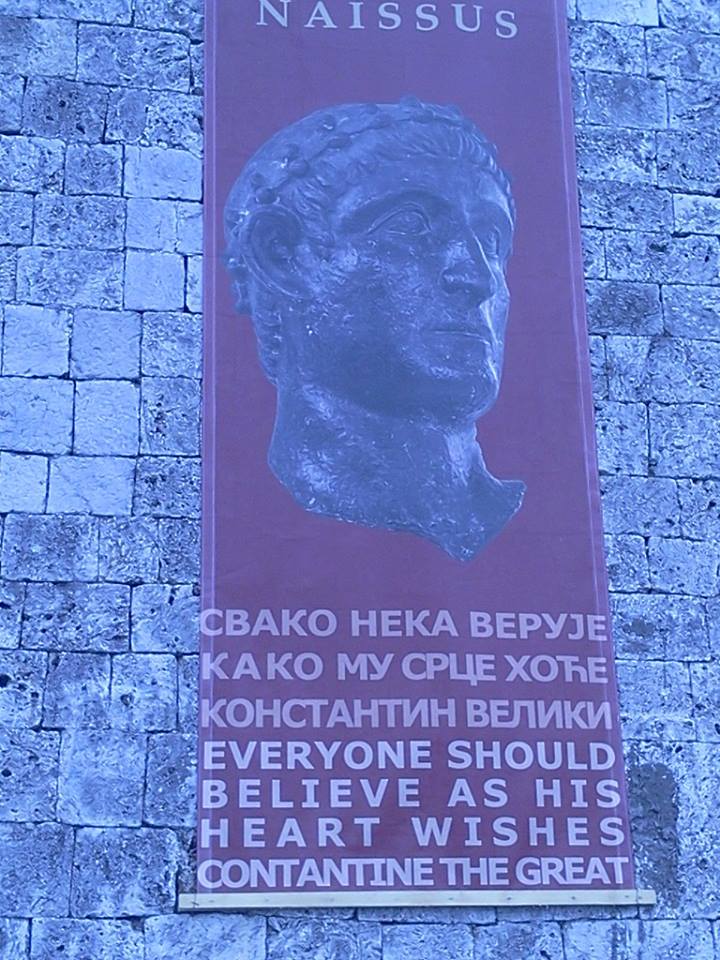 NAISSUS
СВАКО НЕКА ВЕРУЈЕ
КАКО МУ СРЦЕ ХОЋЕ
КОНСТАНТИН ВЕЛИКИ
EVERYONE SHOULD
BELIEVE AS HIS
HEART WISHES
CONTANTINE THE GREAT